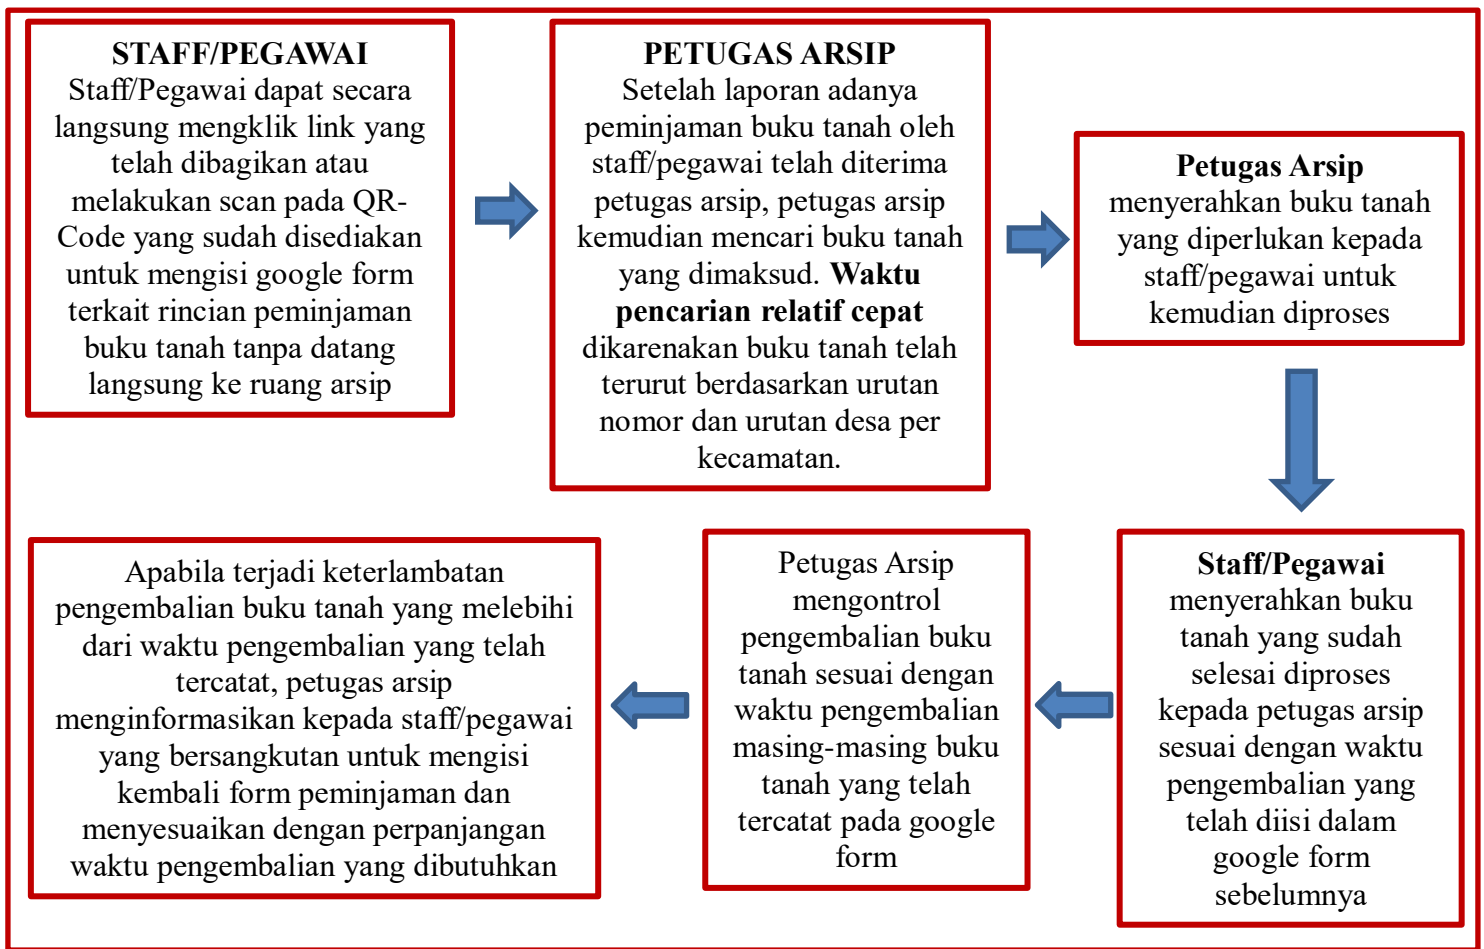 STAFF/PEGAWAI
Staff/Pegawai dapat secara
langsung mengklik link yang
telah dibagikan atau
melakukan scan pada QR-
Code yang sudah disediakan
untuk mengisi google form
terkait rincian peminjaman
buku tanah tanpa datang
langsung ke ruang arsip
PETUGAS ARSIP
Setelah laporan adanya
peminjaman buku tanah oleh
staff/pegawai telah diterima
petugas arsip, petugas arsip
kemudian mencari buku tanah
yang dimaksud. Waktu
pencarian relatif cepat
dikarenakan buku tanah telah
terurut berdasarkan urutan
nomor dan urutan desa per
kecamatan.
Petugas Arsip
menyerahkan buku tanah
yang diperlukan kepada
staff/pegawai untuk
kemudian diproses
Staff/Pegawai
menyerahkan buku
tanah yang sudah
selesai diproses
kepada petugas arsip
sesuai dengan waktu
pengembalian yang
telah diisi dalam
google form
sebelumnya
Petugas Arsip
mengontrol
pengembalian buku
tanah sesuai dengan
waktu pengembalian
masing-masing buku
tanah yang telah
tercatat pada google
form
Apabila terjadi keterlambatan
pengembalian buku tanah yang melebihi
dari waktu pengembalian yang telah
tercatat, petugas arsip
menginformasikan kepada staff/pegawai
yang bersangkutan untuk mengisi
kembali form peminjaman dan
menyesuaikan dengan perpanjangan
waktu pengembalian yang dibutuhkan